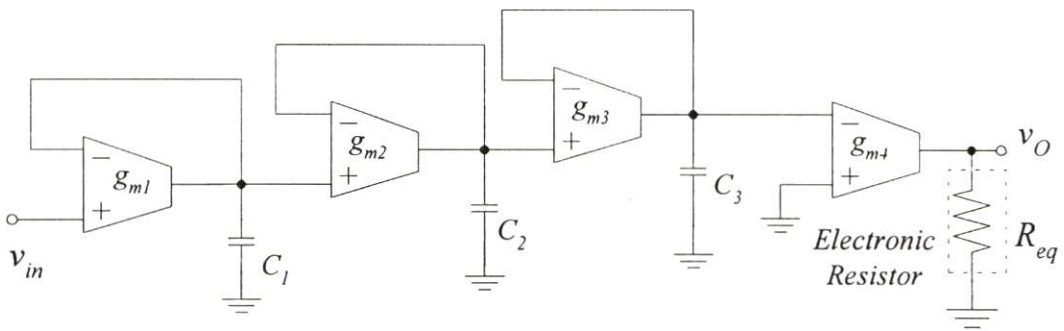 g_m1
g_m2
g_m3
g_m4
− +
− +
− +
− +
v_in
C_1
C_2
C_3
v_O
R_eq
Electronic
Resistor